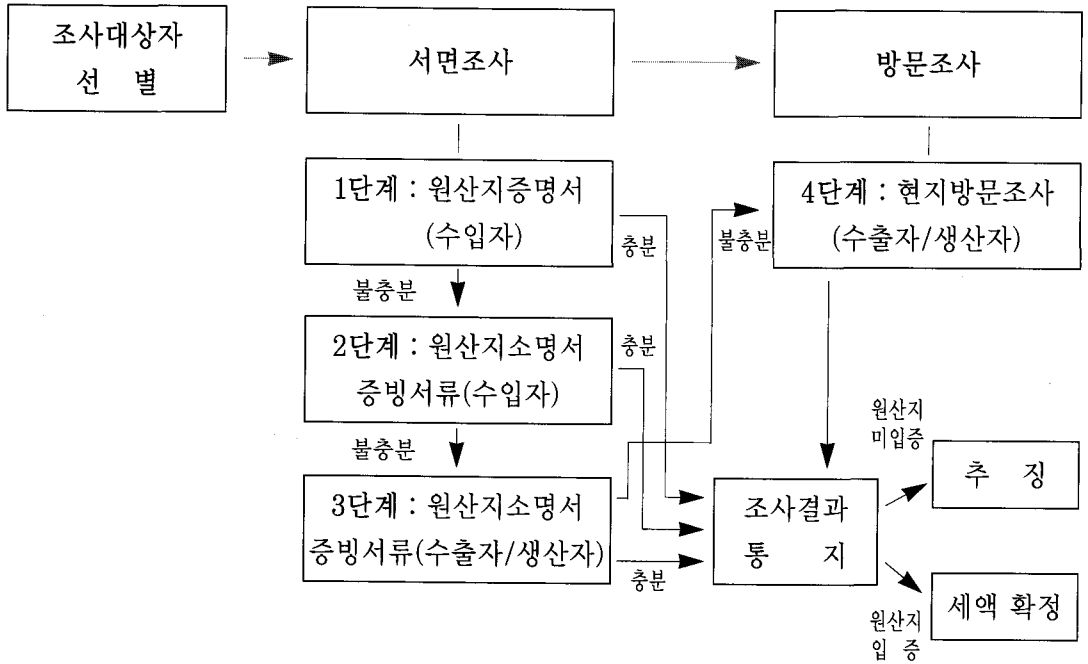 조사대상자
선 별
서면조사
방문조사
1단계 : 원산지증명서
(수입자)
충분
불충분
4단계 : 현지방문조사
(수출자/생산자)
불충분
2단계 : 원산지소명서
증빙서류(수입자)
충분
불충분
3단계 : 원산지소명서
증빙서류(수출자/생산자)
충분
조사결과
통 지
원산지
미입증
추 징
원산지
입 증
세액 확정